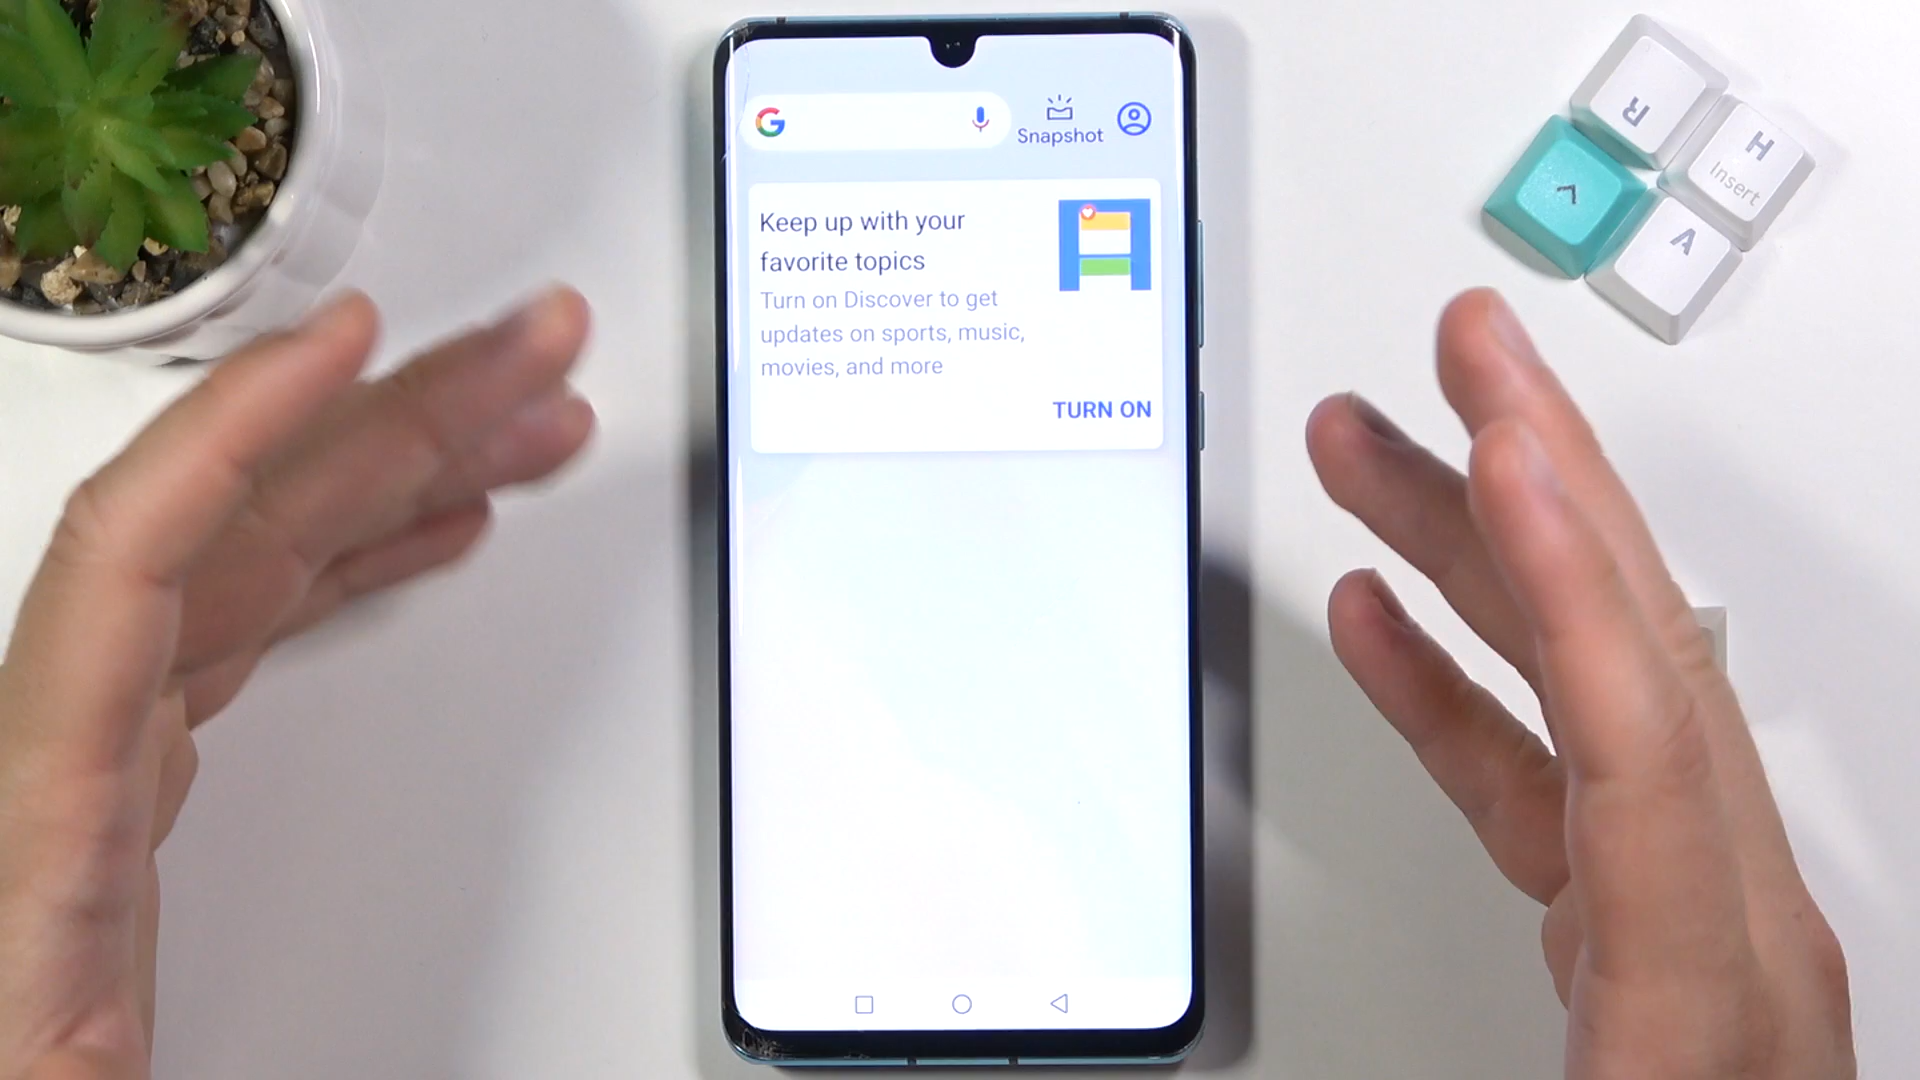 G
Snapshot
Keep up with your
favorite topics
Turn on Discover to get
updates on sports, music,
movies, and more
TURN ON
R
H
Insert
A